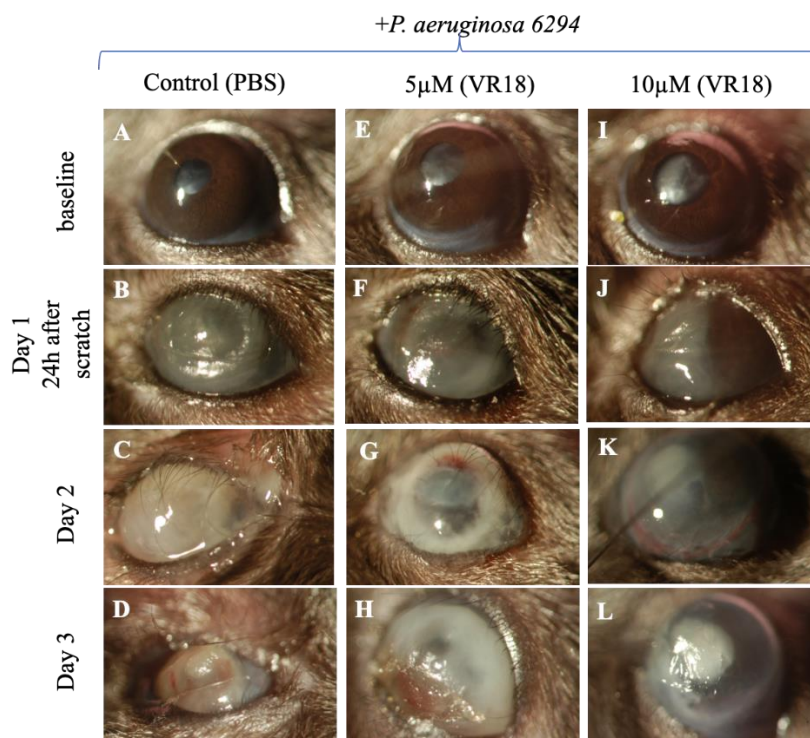 +P. aeruginosa 6294
Control (PBS)
5µM (VR18)
10µM (VR18)
baseline
A
E
I
Day 1
24h after
scratch
B
F
J
Day 2
C
G
K
Day 3
D
H
L